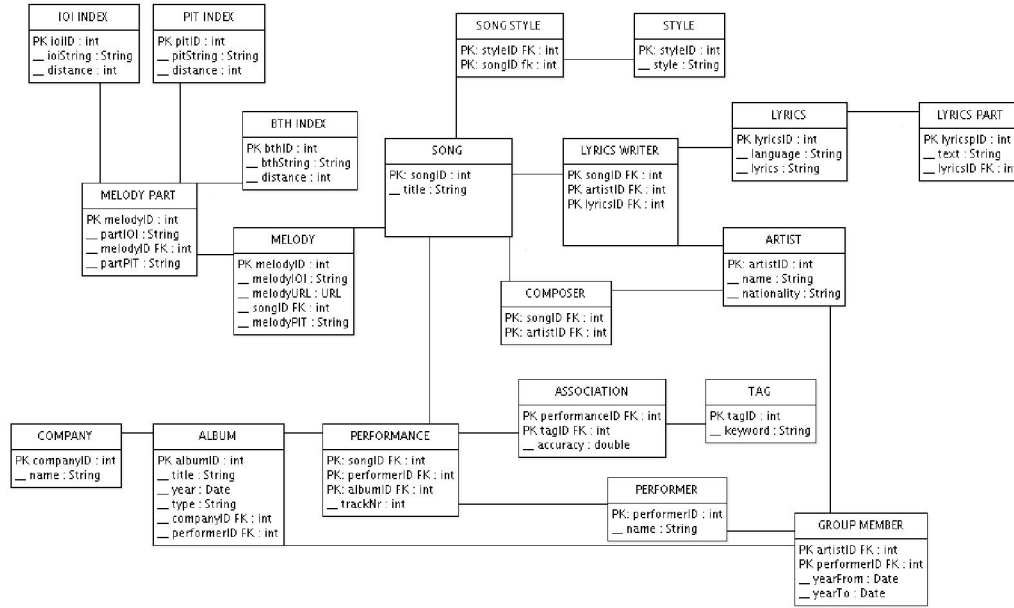 IOI INDEX
PK ioiID : int
__ ioiString : String
__ distance : int
PIT INDEX
PK pitID : int
__ pitString : String
__ distance : int
SONG STYLE
PK: styleID FK : int
PK: songID fk : int
STYLE
PK: styleID : int
__ style : String
BTH INDEX
PK bthID : int
__ bthString : String
__ distance : int
SONG
PK: songID : int
__ title : String
LYRICS WRITER
PK songID FK : int
PK artistID FK : int
PK lyricsID FK : int
LYRICS
PK lyricsID : int
__ language : String
__ lyrics : String
LYRICS PART
PK lyricspID : int
__ text : String
__ lyricsID FK : int
MELODY PART
PK melodyID : int
__ partIOI : String
__ melodyID FK : int
__ partPIT : String
MELODY
PK melodyID : int
__ melodyIOI : String
__ melodyURL : URL
__ songID FK : int
__ melodyPIT : String
ARTIST
PK: artistID : int
__ name : String
__ nationality : String
COMPOSER
PK: songID FK : int
PK: artistID FK : int
ASSOCIATION
PK performanceID FK : int
PK tagID FK : int
__ accuracy : double
TAG
PK tagID : int
__ keyword : String
COMPANY
PK companyID : int
__ name : String
ALBUM
PK albumID : int
__ title : String
__ year : Date
__ type : String
__ companyID FK : int
__ performerID FK : int
PERFORMANCE
PK: songID FK : int
PK: performerID FK : int
PK: albumID FK : int
__ trackNr : int
PERFORMER
PK: performerID : int
__ name : String
GROUP MEMBER
PK artistID FK : int
PK performerID FK : int
__ yearFrom : Date
__ yearTo : Date